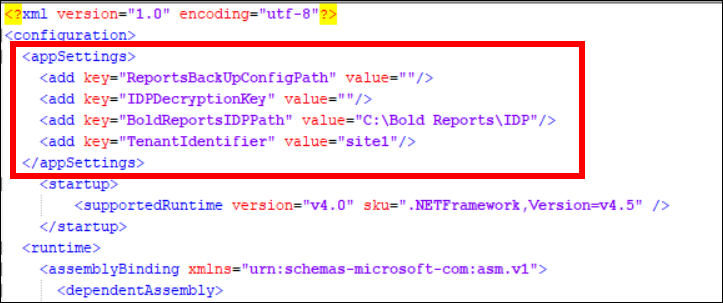 <?xml version="1.0" encoding="utf-8"?>
<configuration>
<appSettings>
<add key="ReportsBackUpConfigPath" value=""/>
<add key="IDPDecryptionKey" value=""/>
<add key="BoldReportsIDPPath" value="C:\Bold Reports\IDP"/>
<add key="TenantIdentifier" value="site1"/>
</appSettings>
<startup>
<supportedRuntime version="v4.0" sku=".NETFramework,Version=v4.5" />
</startup>
<runtime>
<assemblyBinding xmlns="urn:schemas-microsoft-com:asm.v1">
<dependentAssembly>